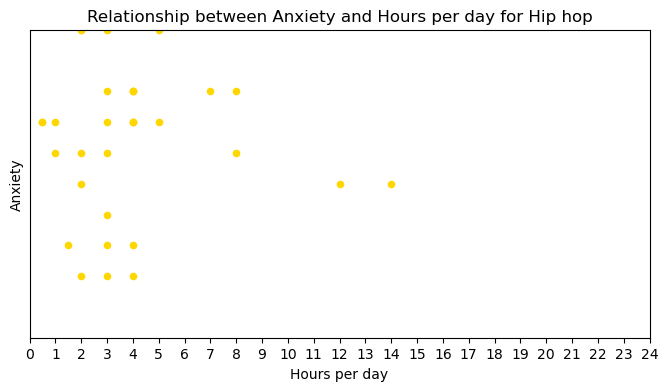 Relationship between Anxiety and Hours per day for Hip hop
Anxiety
0 1 2 3 4 5 6 7 8 9 10 11 12 13 14 15 16 17 18 19 20 21 22 23 24
Hours per day